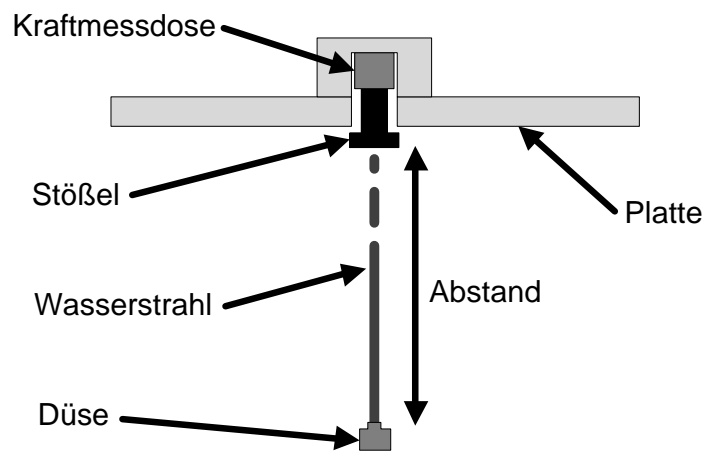 Kraftmessdose
Stößel
Platte
Wasserstrahl
Abstand
Düse